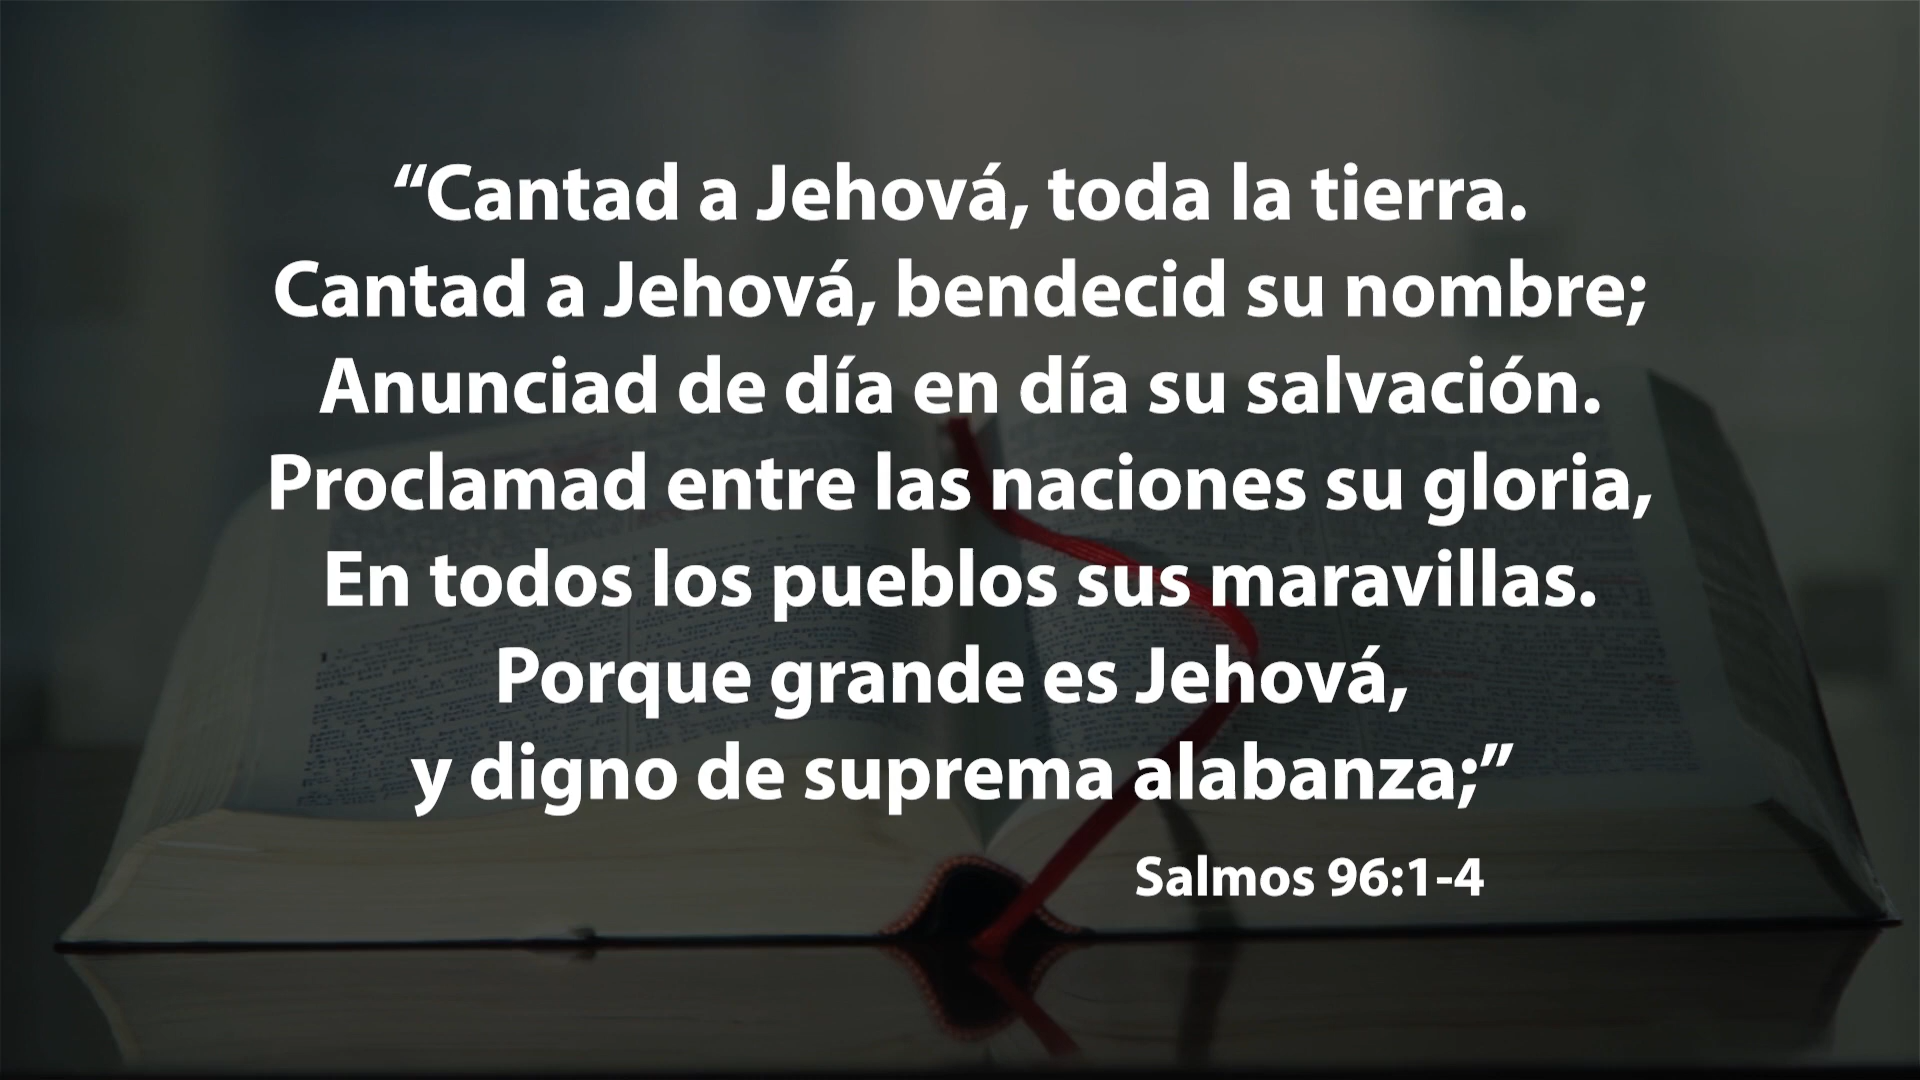 “Cantad a Jehová, toda la tierra.
Cantad a Jehová, bendecid su nombre;
Anunciad de día en día su salvación.
Proclamad entre las naciones su gloria,
En todos los pueblos sus maravillas.
Porque grande es Jehová,
y digno de suprema alabanza;”
Salmos 96:1-4